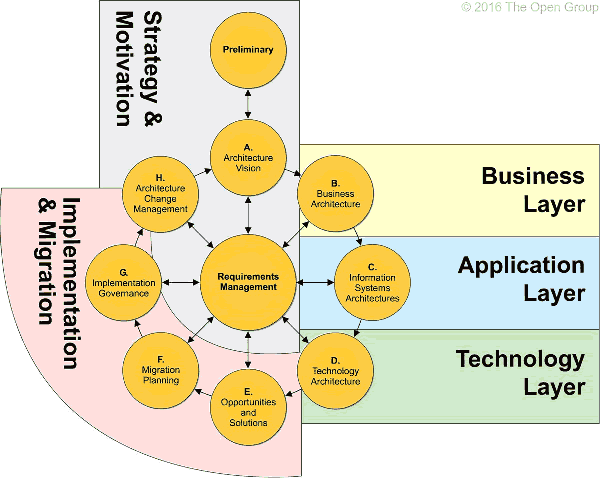 © 2016 The Open Group
Strategy &
Motivation
Preliminary
A.
Architecture
Vision
H.
Architecture
Change
Management
B.
Business
Architecture
Business
Layer
Implementation
& Migration
G.
Implementation
Governance
Requirements
Management
C.
Information
Systems
Architectures
Application
Layer
F.
Migration
Planning
D.
Technology
Architecture
Technology
Layer
E.
Opportunities
and
Solutions